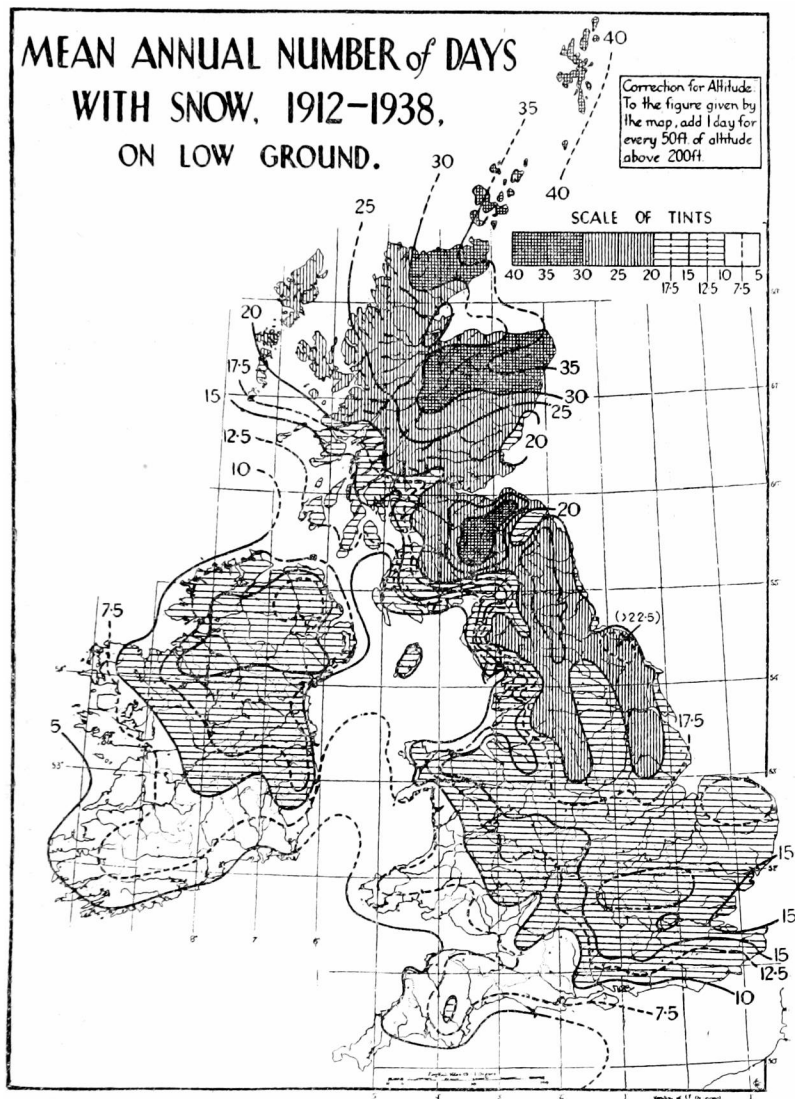 MEAN ANNUAL NUMBER of DAYS
WITH SNOW, 1912–1938,
ON LOW GROUND.
Correction for Altitude.
To the figure given by
the map, add 1 day for
every 50ft. of altitude
above 200ft.
SCALE OF TINTS
40 35 30 25 20 17·5 15 12·5 10 7·5 5
40
35
30
40
25
20
17·5
15
12·5
10
35
30
25
20
20
(>22·5)
7·5
17·5
5
15
15
15
12·5
10
7·5